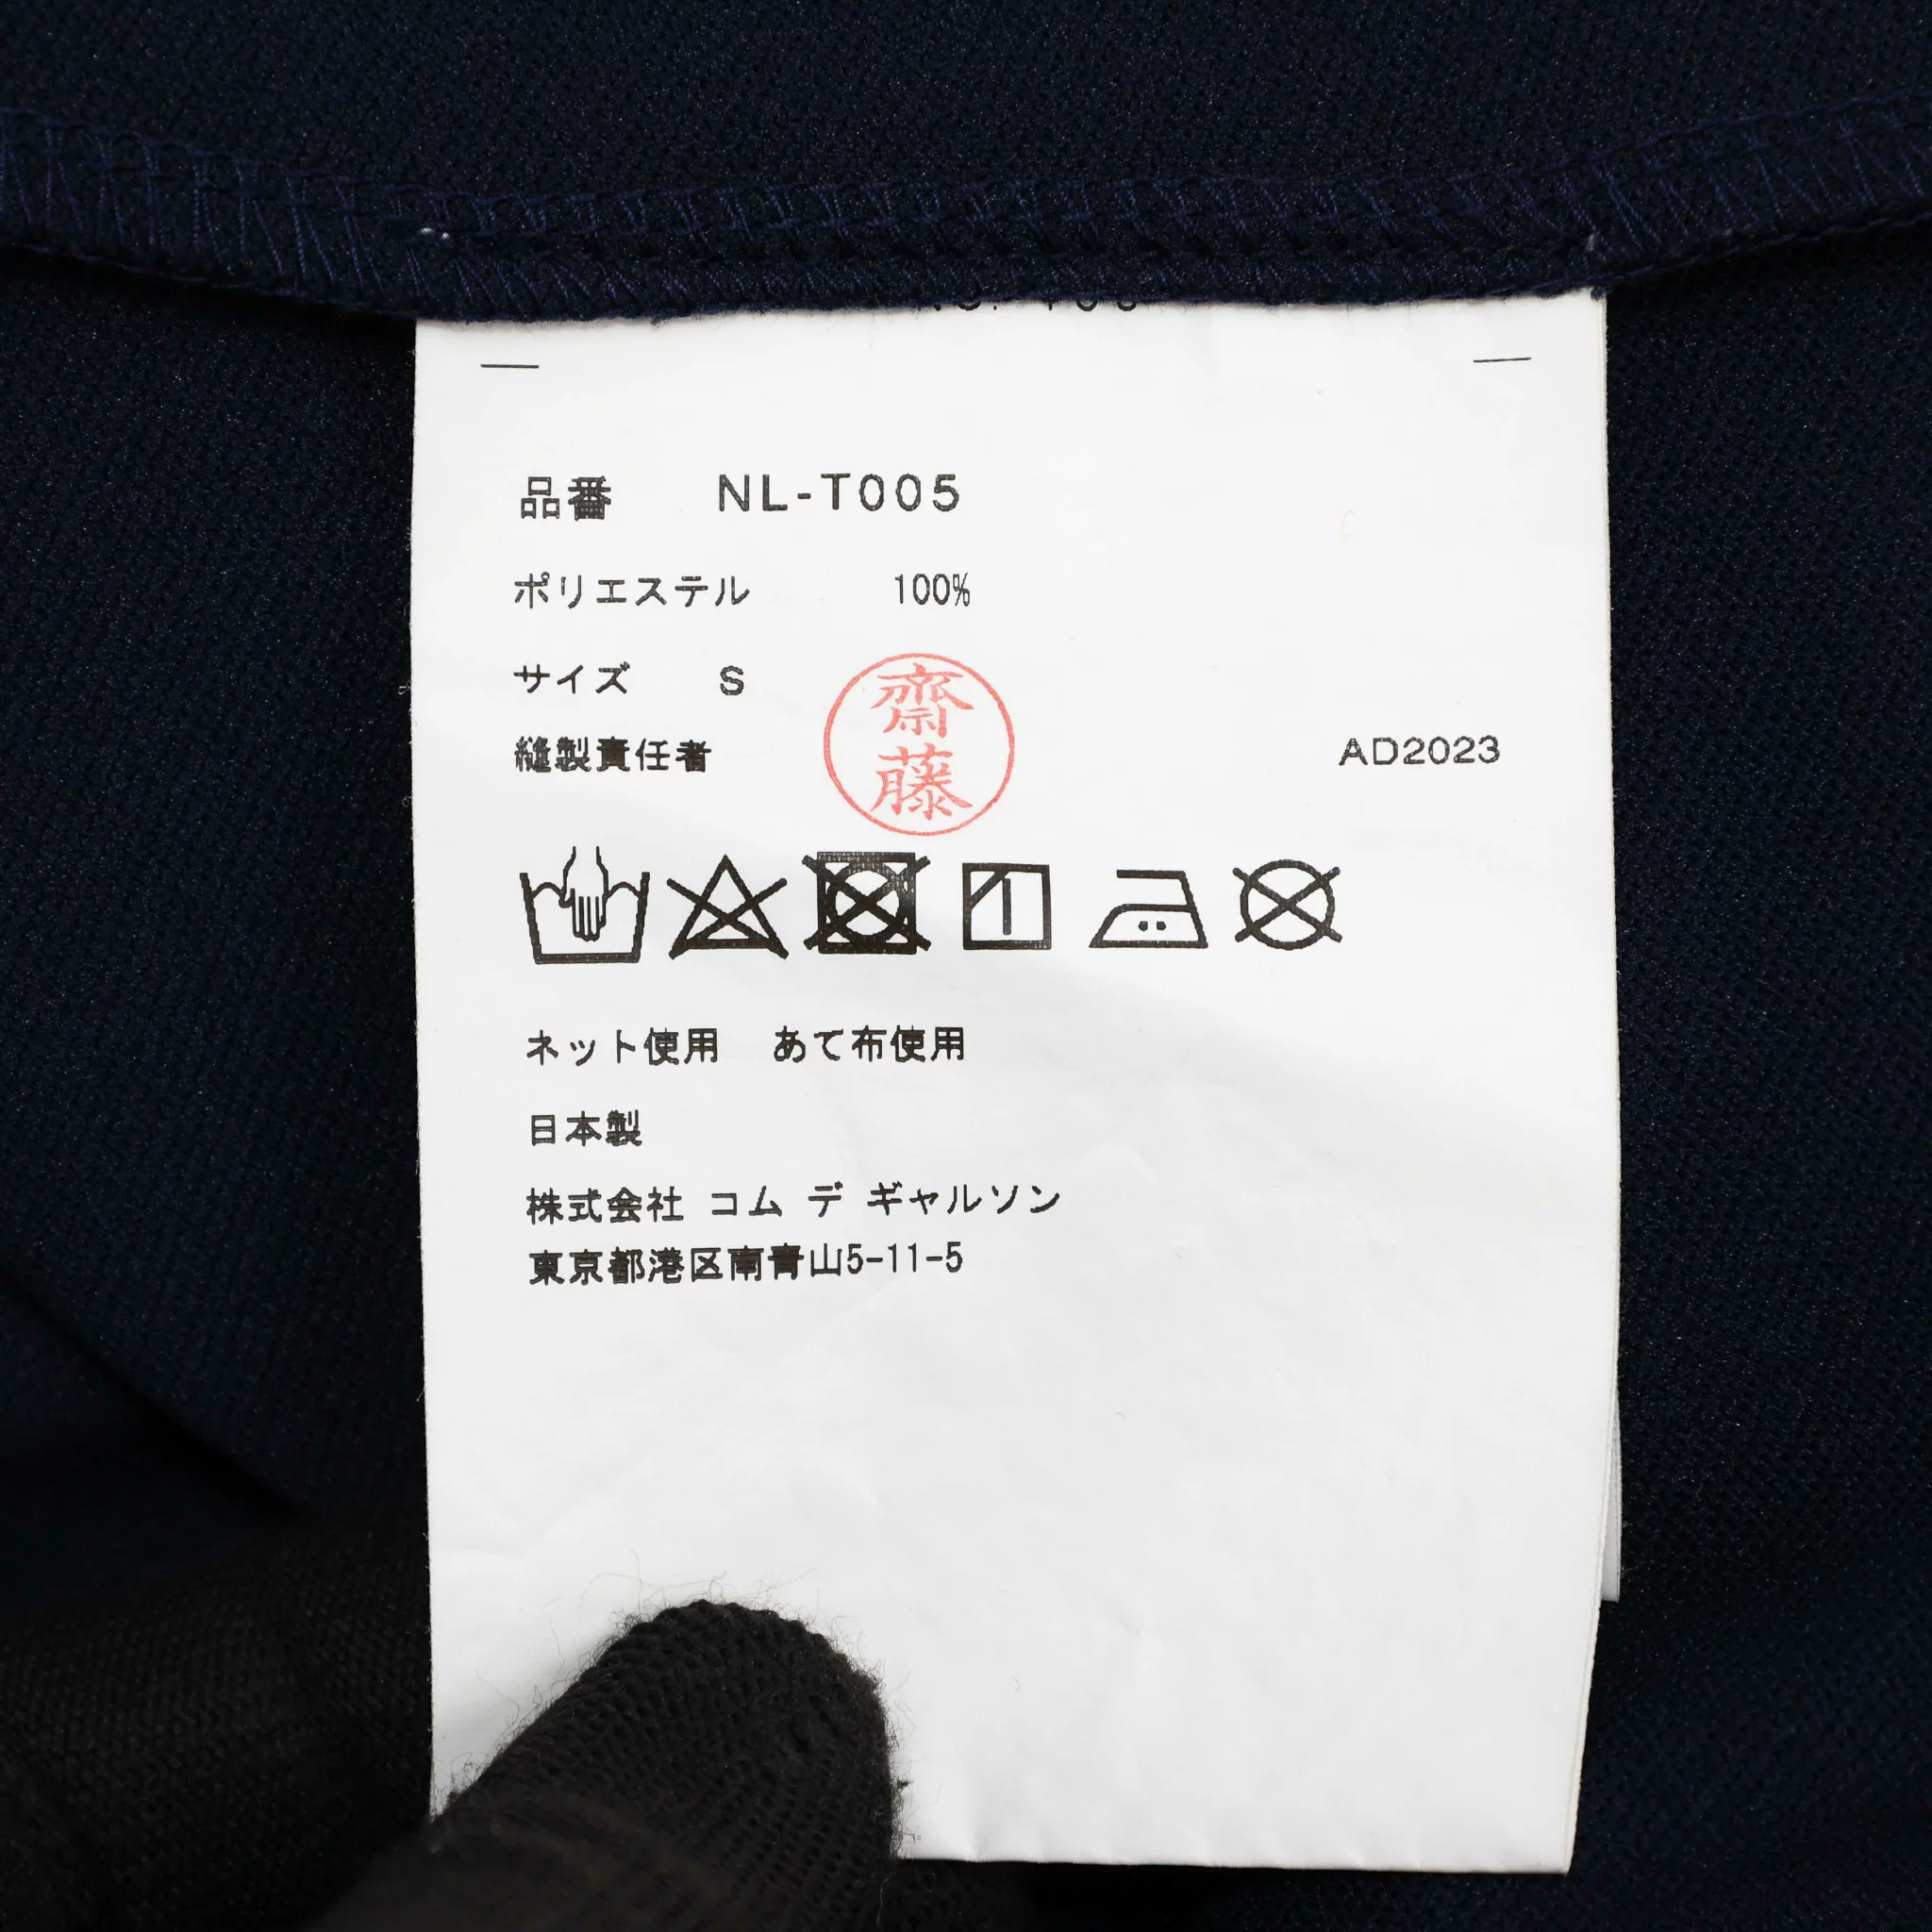 品番 NL-T005
ポリエステル 100%
サイズ S
齋藤
縫製責任者 AD2023
ネット使用 あて布使用
日本製
株式会社 コム デ ギャルソン
東京都港区南青山5-11-5